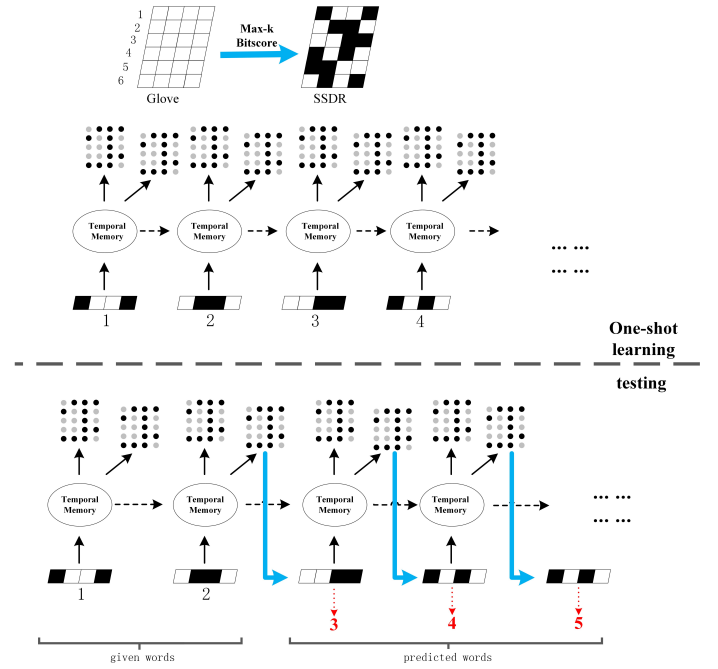 1
2
3
4
5
6
Max-k
Bitscore
Glove
SSDR
Temporal
Memory
Temporal
Memory
Temporal
Memory
Temporal
Memory
... ...
... ...
1
2
3
4
One-shot
learning
testing
Temporal
Memory
Temporal
Memory
Temporal
Memory
Temporal
Memory
... ...
... ...
1
2
3
4
5
given words
predicted words